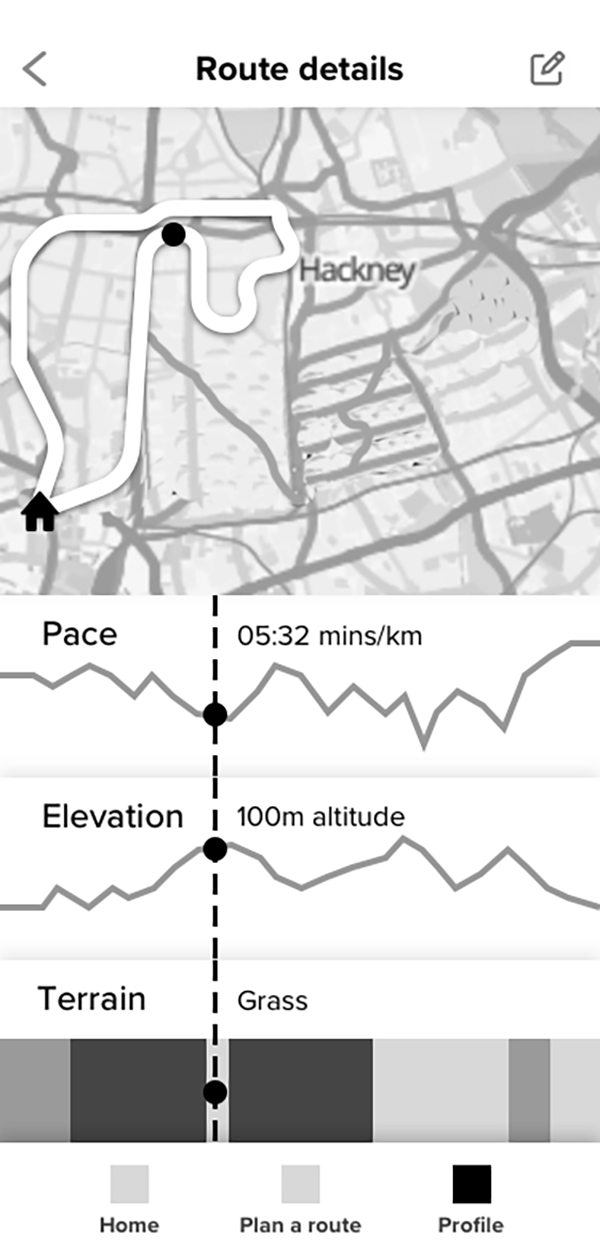 Route details
Hackney
Pace
05:32 mins/km
Elevation
100m altitude
Terrain
Grass
Home
Plan a route
Profile